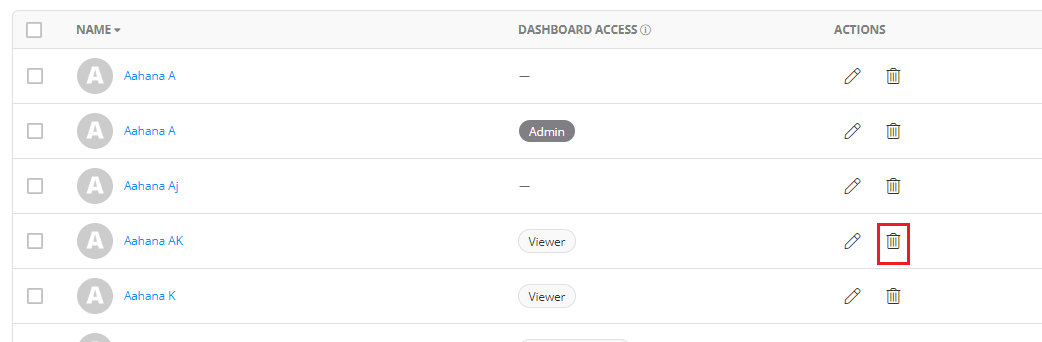 NAME DASHBOARD ACCESS ACTIONS
A Aahana A —
A Aahana A Admin
A Aahana Aj —
A Aahana AK Viewer
A Aahana K Viewer